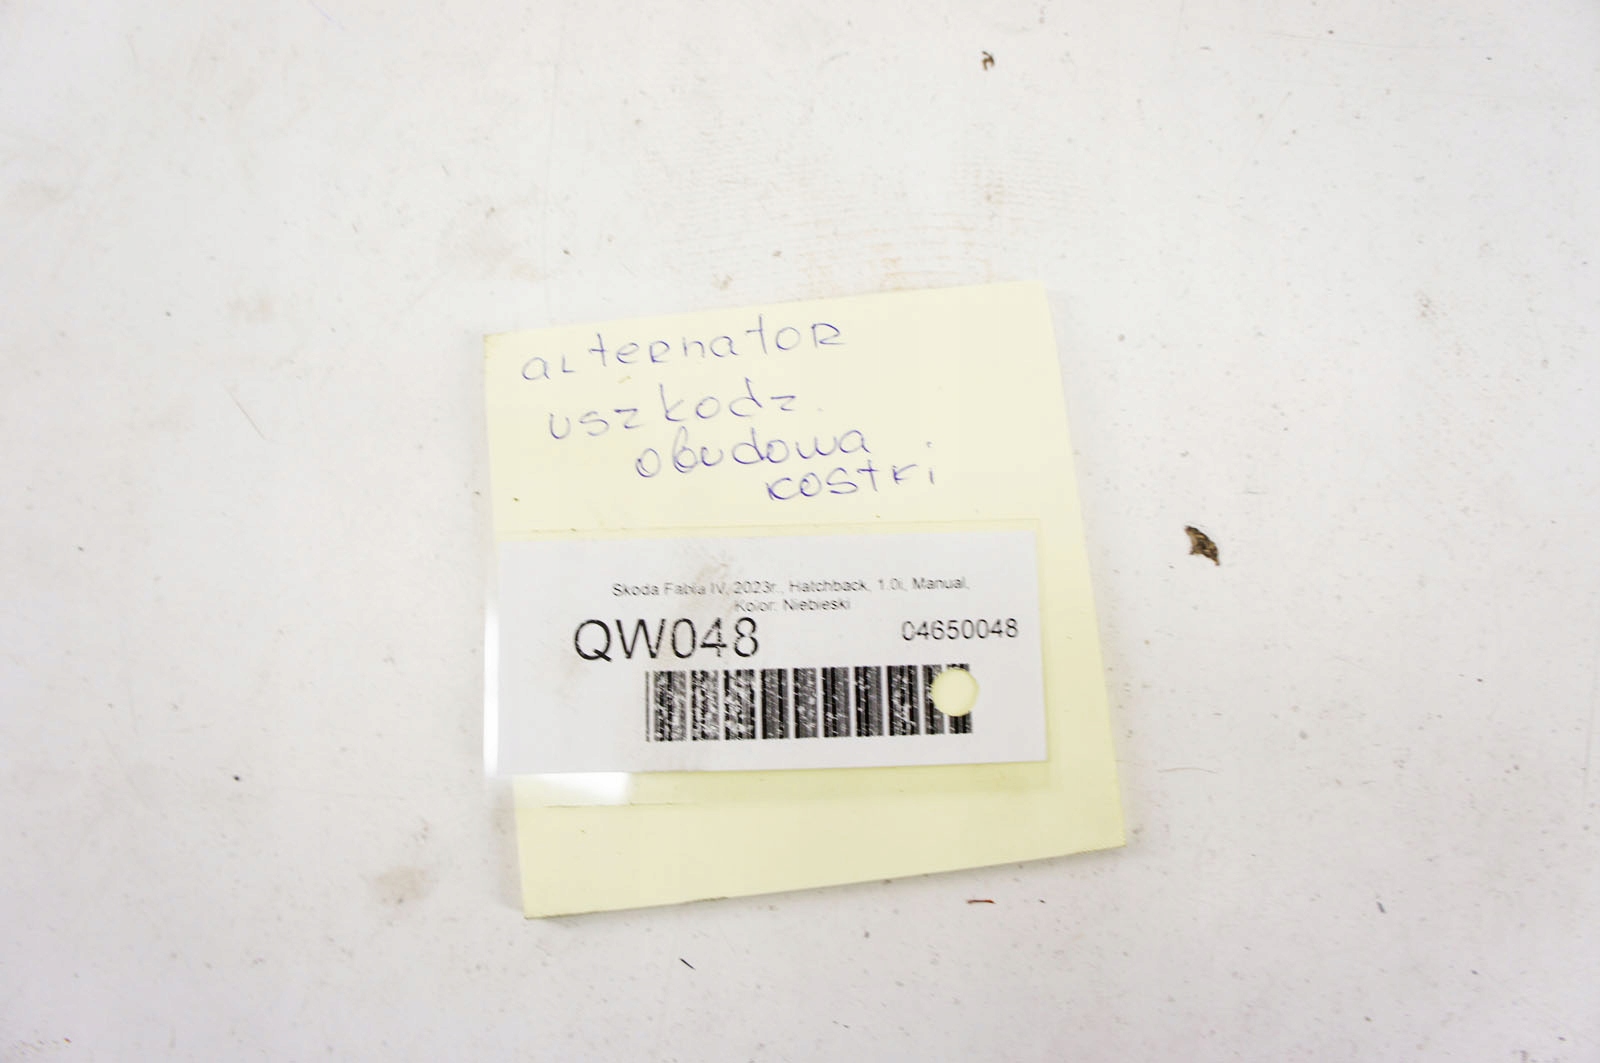 alternator
uszkodz.
obudowa
kostki
Skoda Fabia IV, 2023r., Hatchback, 1.0i, Manual,
Kolor: Niebieski
QW048
04650048